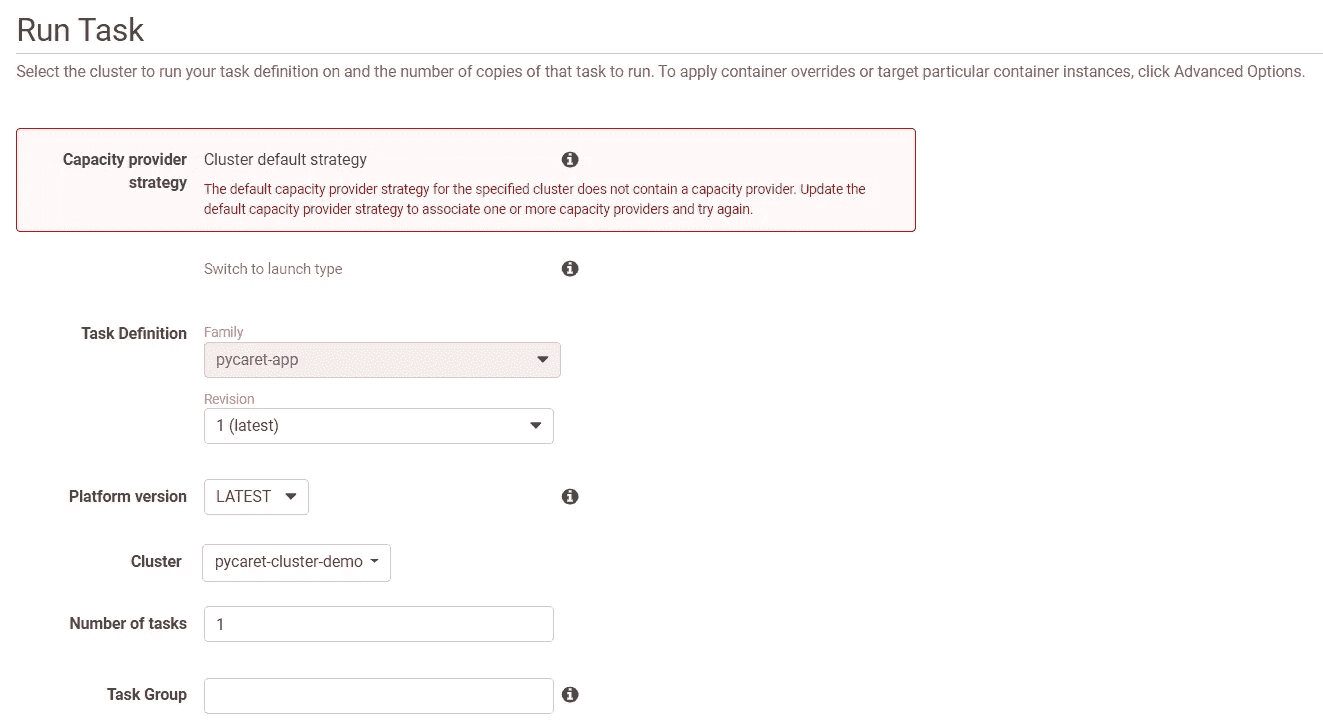 Run Task
Select the cluster to run your task definition on and the number of copies of that task to run. To apply container overrides or target particular container instances, click Advanced Options.
Capacity provider strategy
Cluster default strategy
The default capacity provider strategy for the specified cluster does not contain a capacity provider. Update the
default capacity provider strategy to associate one or more capacity providers and try again.
Switch to launch type
Task Definition
Family
pycaret-app
Revision
1 (latest)
Platform version
LATEST
Cluster
pycaret-cluster-demo
Number of tasks
1
Task Group